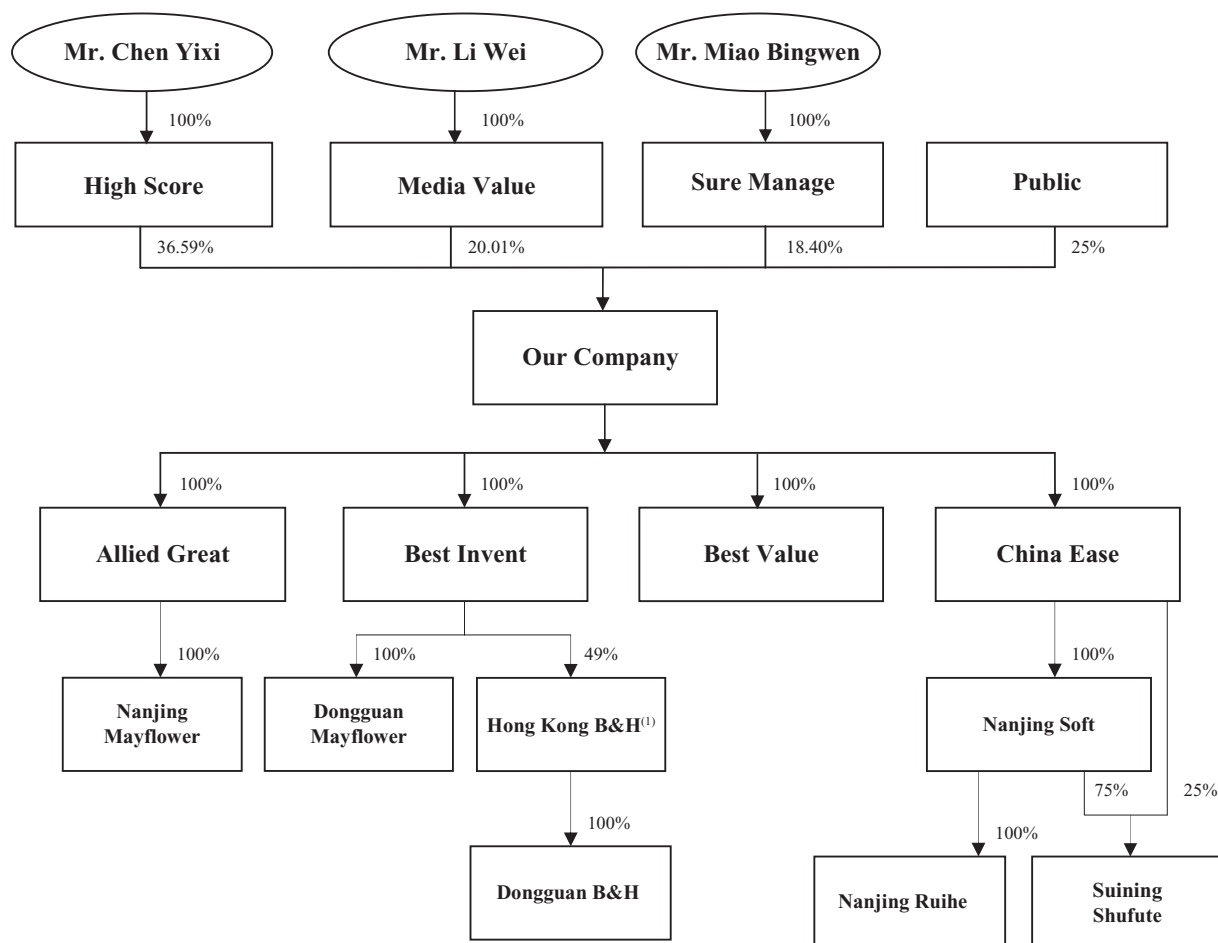 Mr. Chen Yixi
Mr. Li Wei
Mr. Miao Bingwen
100%
100%
100%
High Score
Media Value
Sure Manage
Public
36.59%
20.01%
18.40%
25%
Our Company
100%
100%
100%
100%
Allied Great
Best Invent
Best Value
China Ease
100%
100%
49%
100%
Nanjing
Mayflower
Dongguan
Mayflower
Hong Kong B&H(1)
Nanjing Soft
100%
75%
25%
100%
Dongguan B&H
Nanjing Ruihe
Suining
Shufute